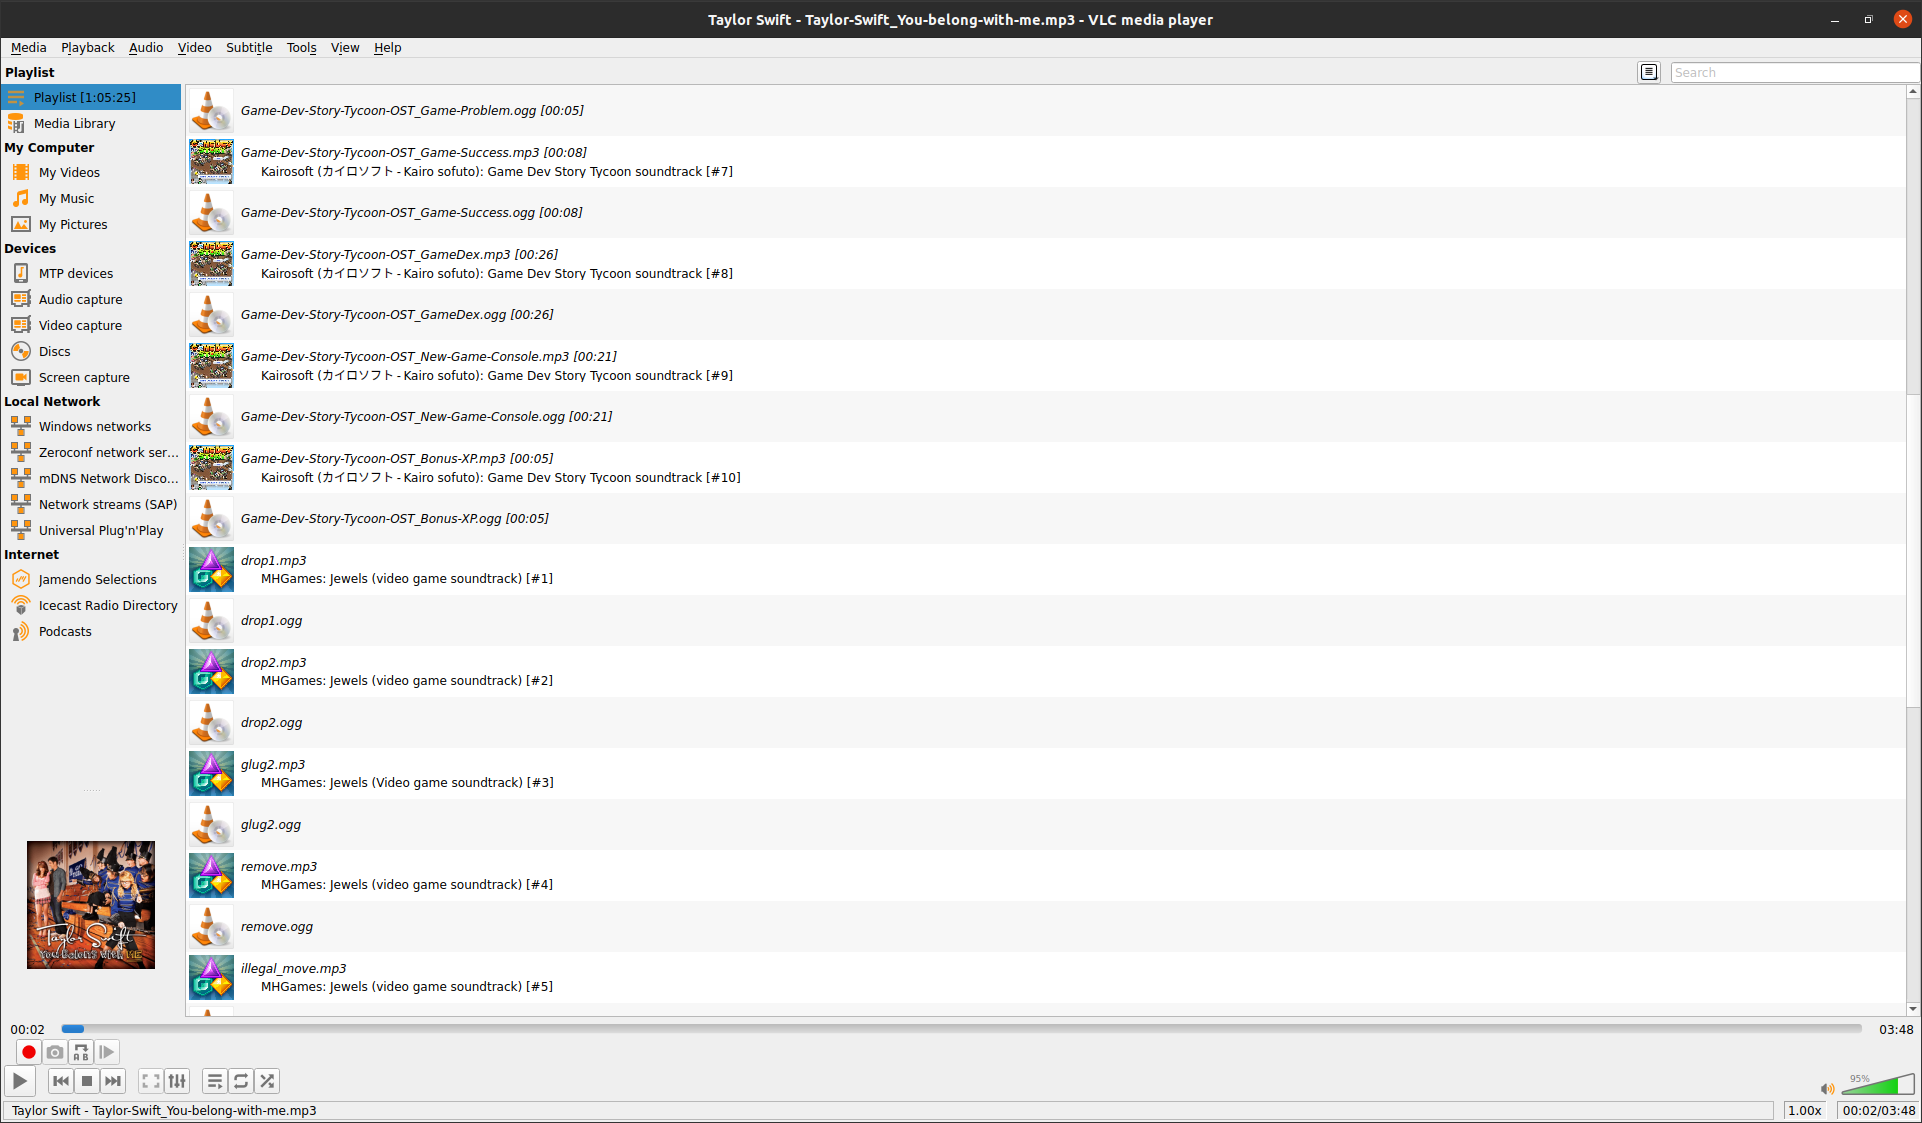 Taylor Swift - Taylor-Swift_You-belong-with-me.mp3 - VLC media player
Media Playback Audio Video Subtitle Tools View Help
Playlist
Search
Playlist [1:05:25]
Media Library
My Computer
My Videos
My Music
My Pictures
Devices
MTP devices
Audio capture
Video capture
Discs
Screen capture
Local Network
Windows networks
Zeroconf network ser...
mDNS Network Disco...
Network streams (SAP)
Universal Plug'n'Play
Internet
Jamendo Selections
Icecast Radio Directory
Podcasts
Taylor Swift
YOU BELONG WITH ME
Game-Dev-Story-Tycoon-OST_Game-Problem.ogg [00:05]
Game-Dev-Story-Tycoon-OST_Game-Success.mp3 [00:08]
Kairosoft (カイロソフト - Kairo sofuto): Game Dev Story Tycoon soundtrack [#7]
Game-Dev-Story-Tycoon-OST_Game-Success.ogg [00:08]
Game-Dev-Story-Tycoon-OST_GameDex.mp3 [00:26]
Kairosoft (カイロソフト - Kairo sofuto): Game Dev Story Tycoon soundtrack [#8]
Game-Dev-Story-Tycoon-OST_GameDex.ogg [00:26]
Game-Dev-Story-Tycoon-OST_New-Game-Console.mp3 [00:21]
Kairosoft (カイロソフト - Kairo sofuto): Game Dev Story Tycoon soundtrack [#9]
Game-Dev-Story-Tycoon-OST_New-Game-Console.ogg [00:21]
Game-Dev-Story-Tycoon-OST_Bonus-XP.mp3 [00:05]
Kairosoft (カイロソフト - Kairo sofuto): Game Dev Story Tycoon soundtrack [#10]
Game-Dev-Story-Tycoon-OST_Bonus-XP.ogg [00:05]
drop1.mp3
MHGames: Jewels (video game soundtrack) [#1]
drop1.ogg
drop2.mp3
MHGames: Jewels (video game soundtrack) [#2]
drop2.ogg
glug2.mp3
MHGames: Jewels (Video game soundtrack) [#3]
glug2.ogg
remove.mp3
MHGames: Jewels (video game soundtrack) [#4]
remove.ogg
illegal_move.mp3
MHGames: Jewels (video game soundtrack) [#5]
00:02
03:48
A B
95%
Taylor Swift - Taylor-Swift_You-belong-with-me.mp3
1.00x
00:02/03:48